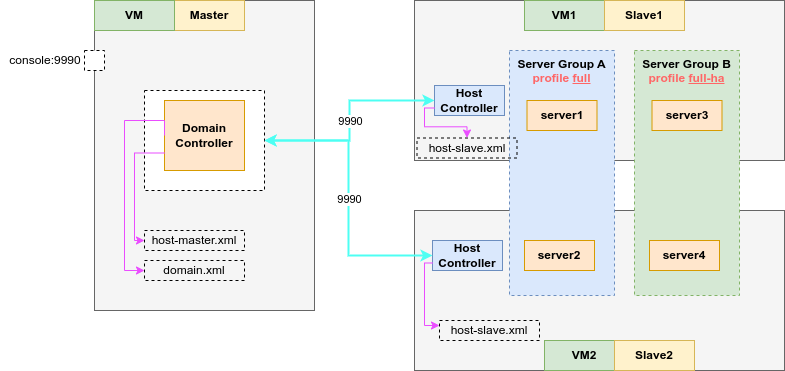 VM
Master
console:9990
Domain
Controller
host-master.xml
domain.xml
9990
9990
VM1
Slave1
Host
Controller
host-slave.xml
Server Group A
profile full
server1
server2
Server Group B
profile full-ha
server3
server4
Host
Controller
host-slave.xml
VM2
Slave2